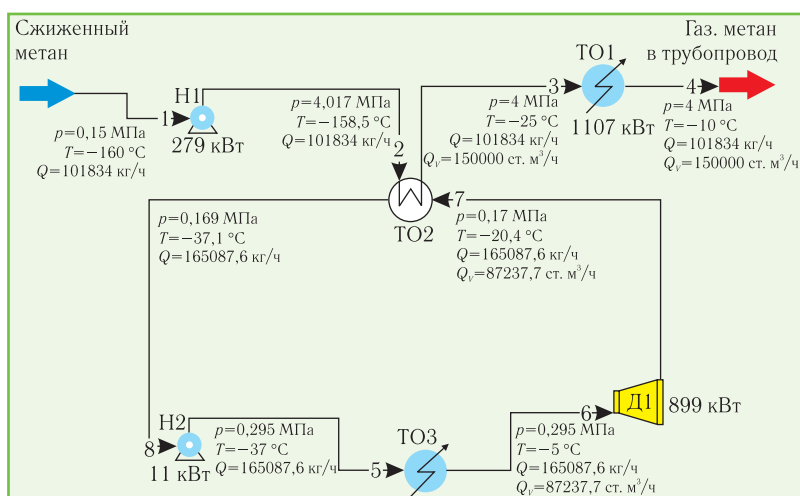 Сжиженный
метан
Газ. метан
в трубопровод
ТО1
Н1
3
4
1
p=4,017 МПа
T=−158,5 °C
Q=101834 кг/ч
2
p=4 МПа
T=−25 °C
Q=101834 кг/ч
Qᵥ=150000 ст. м³/ч
1107 кВт
p=4 МПа
T=−10 °C
Q=101834 кг/ч
Qᵥ=150000 ст. м³/ч
p=0,15 МПа
T=−160 °C
Q=101834 кг/ч
279 кВт
7
ТО2
p=0,169 МПа
T=−37,1 °C
Q=165087,6 кг/ч
p=0,17 МПа
T=−20,4 °C
Q=165087,6 кг/ч
Qᵥ=87237,7 ст. м³/ч
Д1
899 кВт
6
Н2
8
11 кВт
p=0,295 МПа
T=−37 °C
Q=165087,6 кг/ч
5
ТО3
p=0,295 МПа
T=−5 °C
Q=165087,6 кг/ч
Qᵥ=87237,7 ст. м³/ч